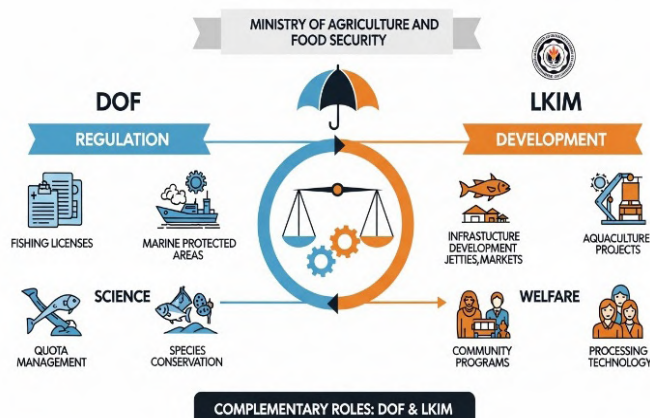 MINISTRY OF AGRICULTURE AND
FOOD SECURITY
DOF
LKIM
REGULATION
DEVELOPMENT
FISHING LICENSES
MARINE PROTECTED
AREAS
INFRASTUCTURE
DEVELOPMENT
JETTIES,MARKETS
AQUACULTURE
PROJECTS
SCIENCE
WELFARE
QUOTA
MANAGEMENT
SPECIES
CONSERVATION
COMMUNITY
PROGRAMS
PROCESSING
TECHNOLOGY
COMPLEMENTARY ROLES: DOF & LKIM